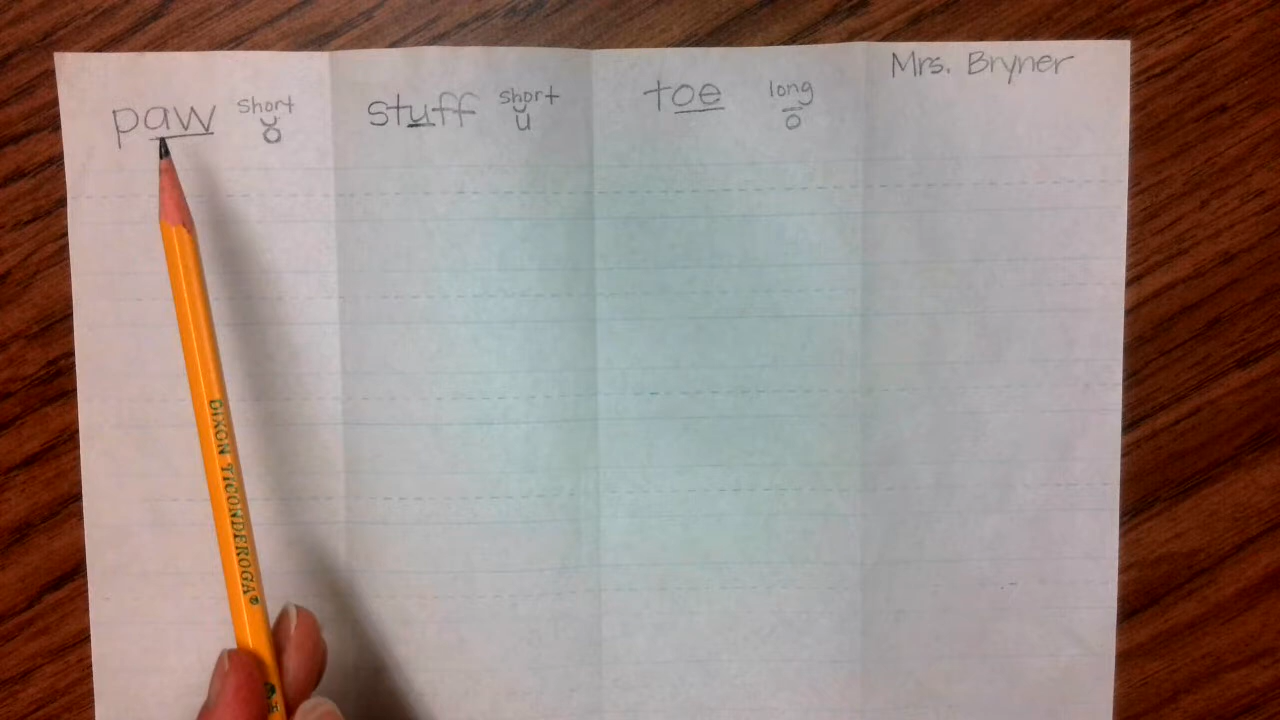 paw short ŏ
stuff short ŭ
toe long ō
Mrs. Bryner
DIXON TICONDEROGA®